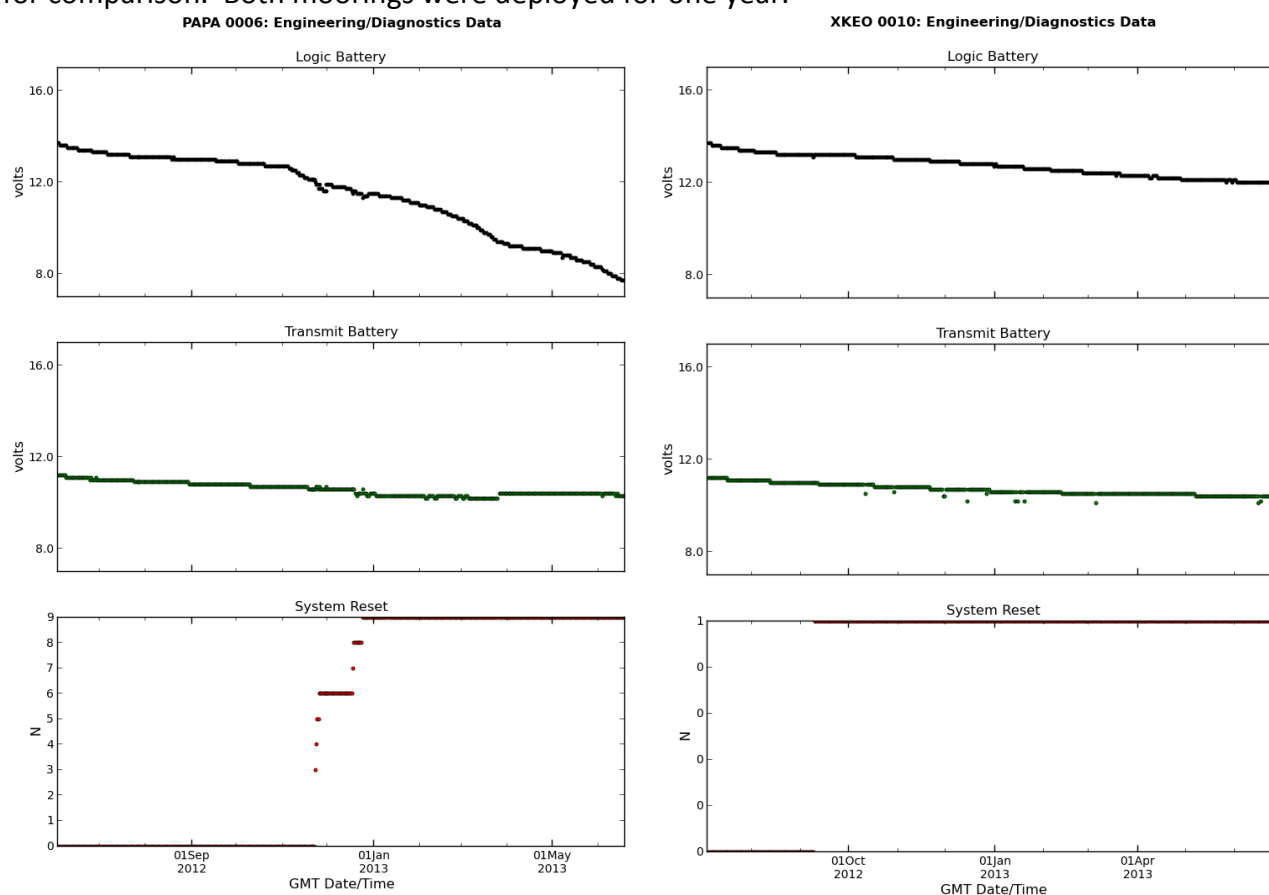 for comparison. Both moorings were deployed for one year.
PAPA 0006: Engineering/Diagnostics Data
Logic Battery
16.0
12.0
8.0
volts
Transmit Battery
16.0
12.0
8.0
volts
System Reset
9
8
7
6
5
4
3
2
1
0
N
01Sep
2012
01Jan
2013
01May
2013
GMT Date/Time
XKEO 0010: Engineering/Diagnostics Data
Logic Battery
16.0
12.0
8.0
volts
Transmit Battery
16.0
12.0
8.0
volts
System Reset
1
0
0
0
0
0
N
01Oct
2012
01Jan
2013
01Apr
2013
GMT Date/Time